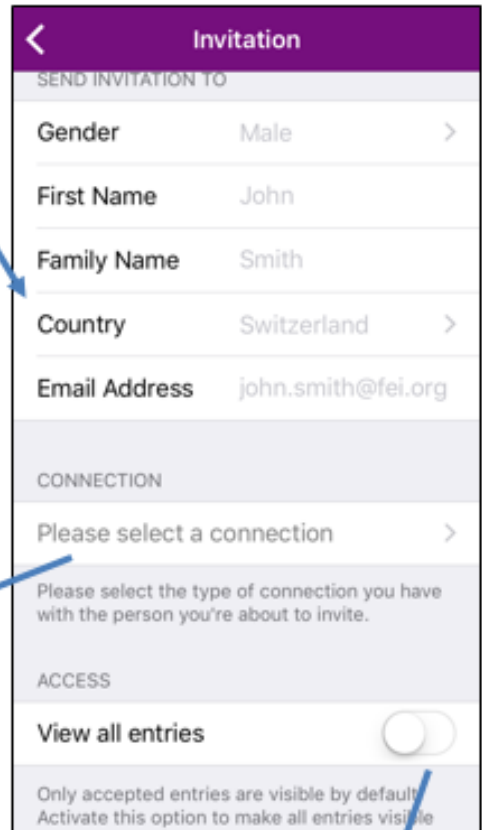 Invitation
SEND INVITATION TO
Gender Male
First Name John
Family Name Smith
Country Switzerland
Email Address john.smith@fei.org
CONNECTION
Please select a connection
Please select the type of connection you have
with the person you're about to invite.
ACCESS
View all entries
Only accepted entries are visible by default.
Activate this option to make all entries visible